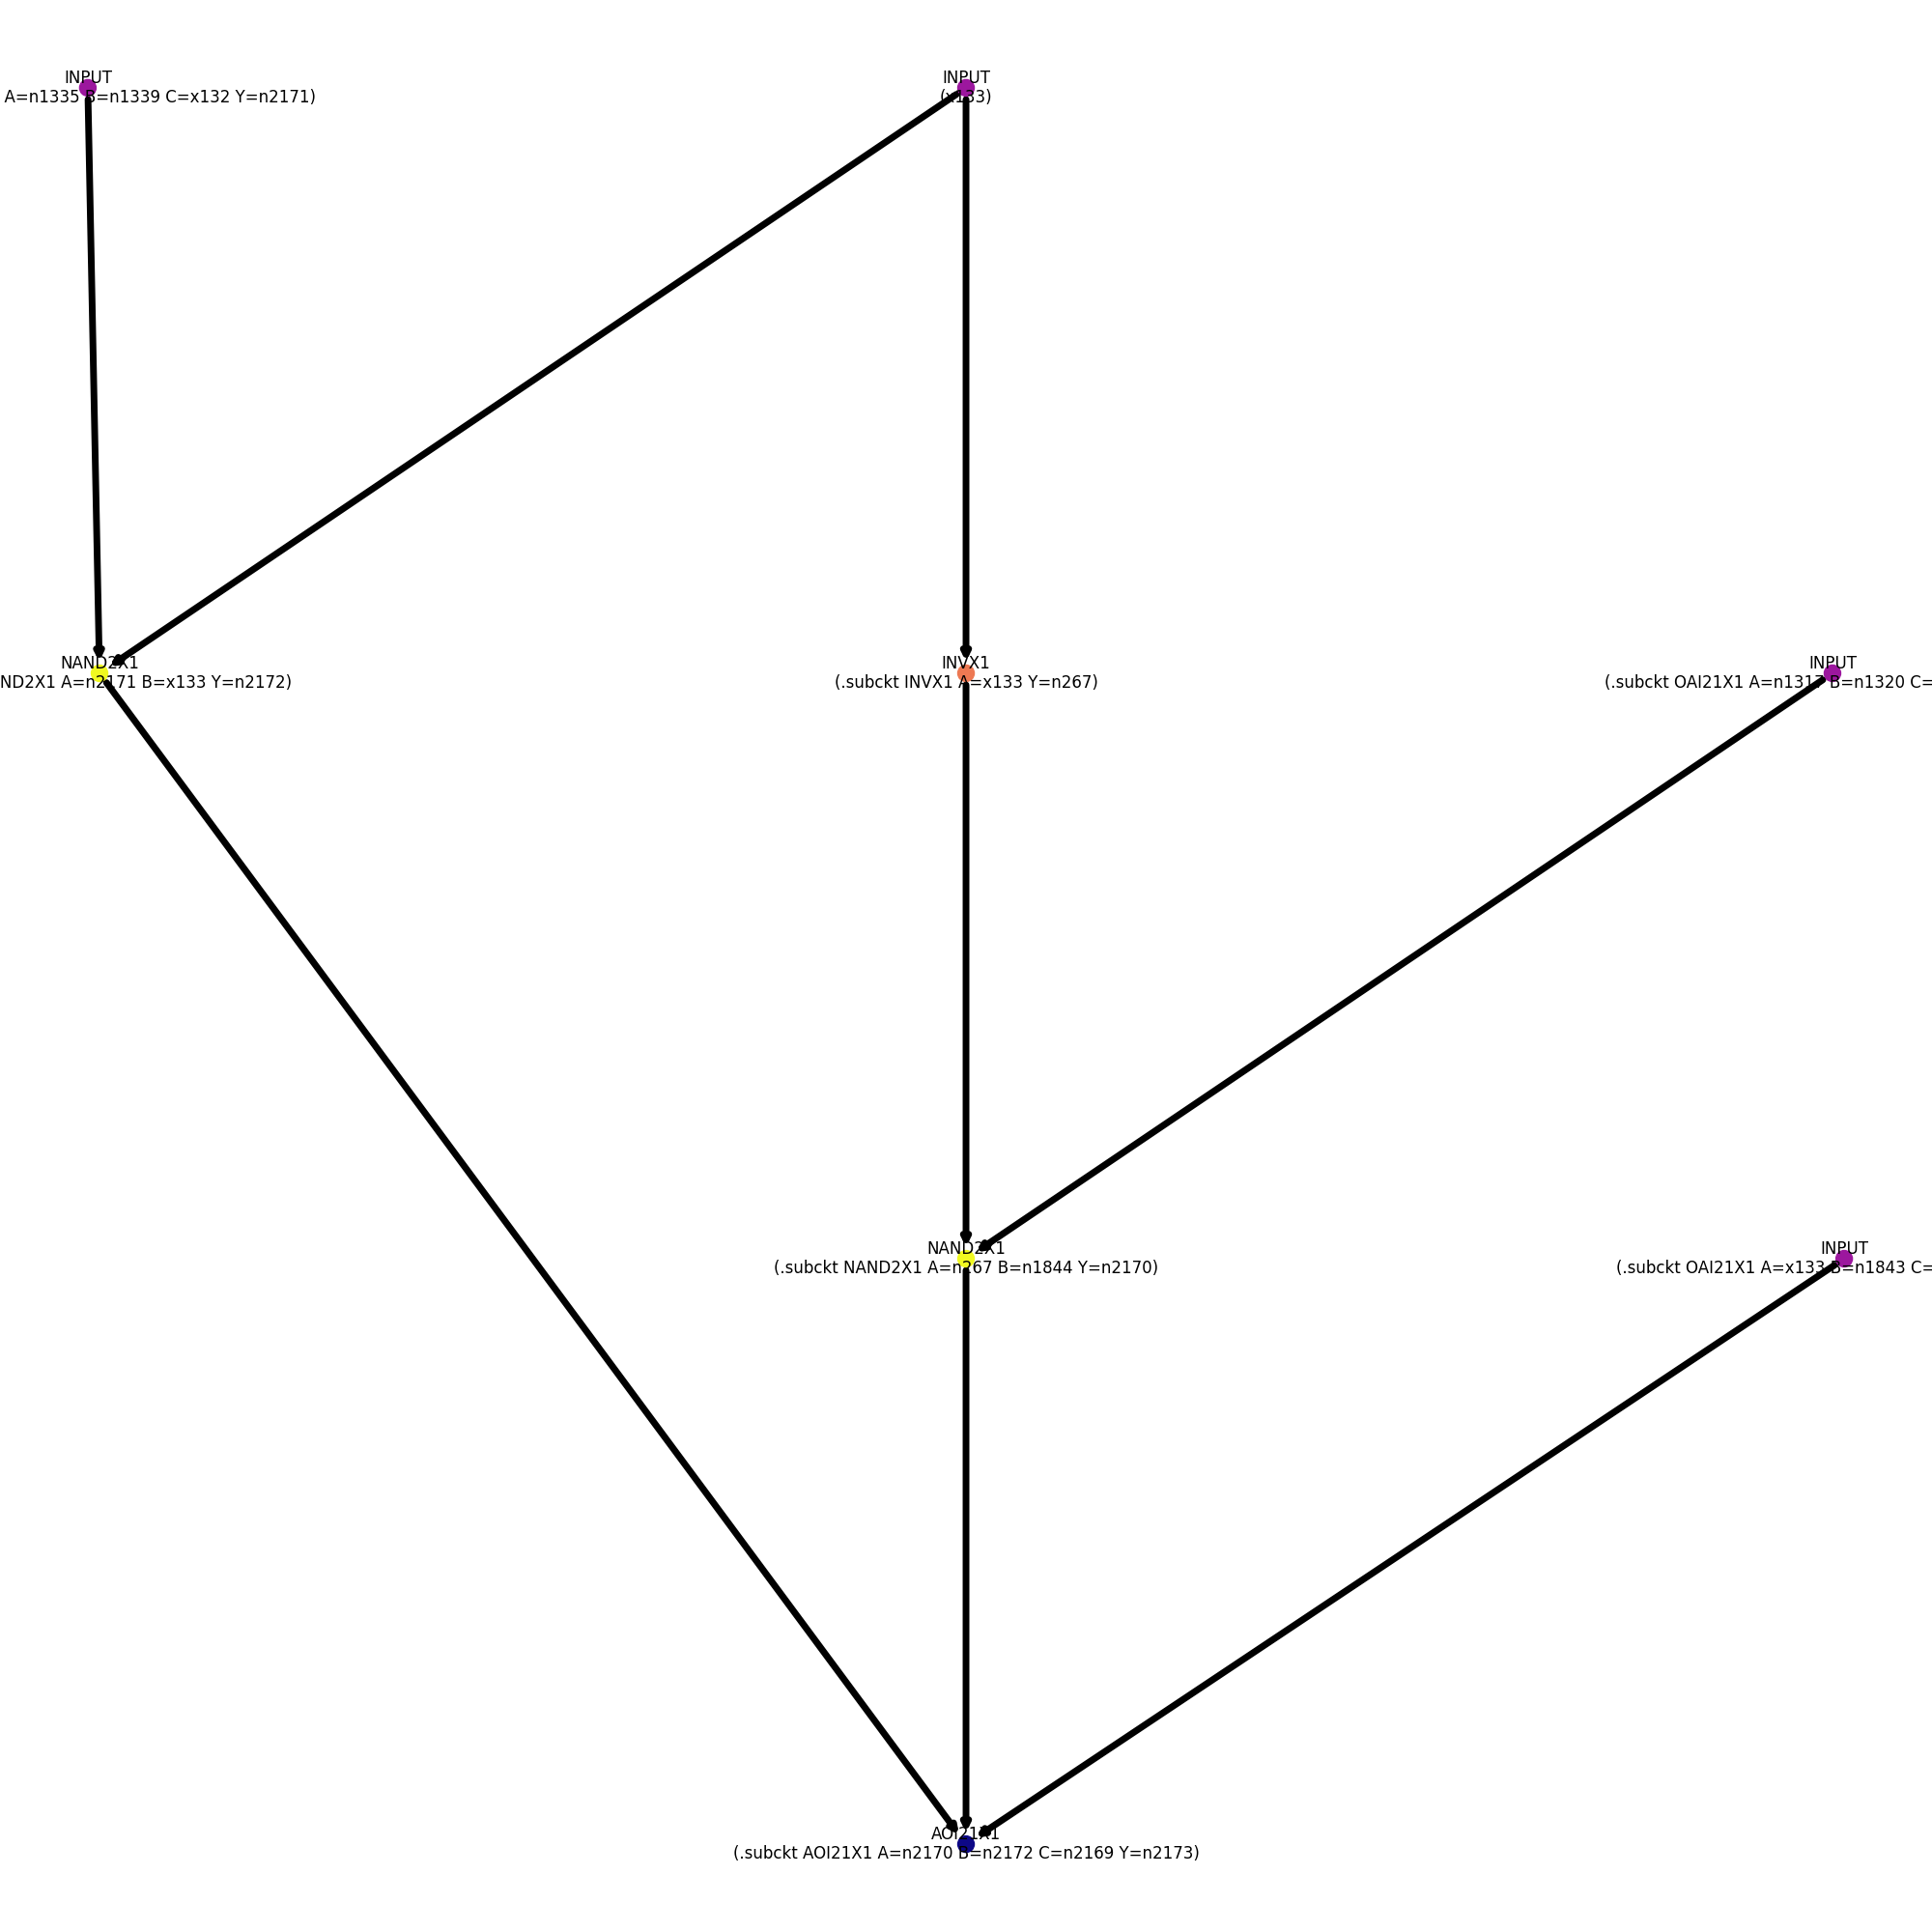 INPUT
A=n1335 B=n1339 C=x132 Y=n2171)
INPUT
(x133)
NAND2X1
ND2X1 A=n2171 B=x133 Y=n2172)
INVX1
(.subckt INVX1 A=x133 Y=n267)
INPUT
(.subckt OAI21X1 A=n1317 B=n1320 C=
NAND2X1
(.subckt NAND2X1 A=n267 B=n1844 Y=n2170)
INPUT
(.subckt OAI21X1 A=x133 B=n1843 C=
AOI21X1
(.subckt AOI21X1 A=n2170 B=n2172 C=n2169 Y=n2173)